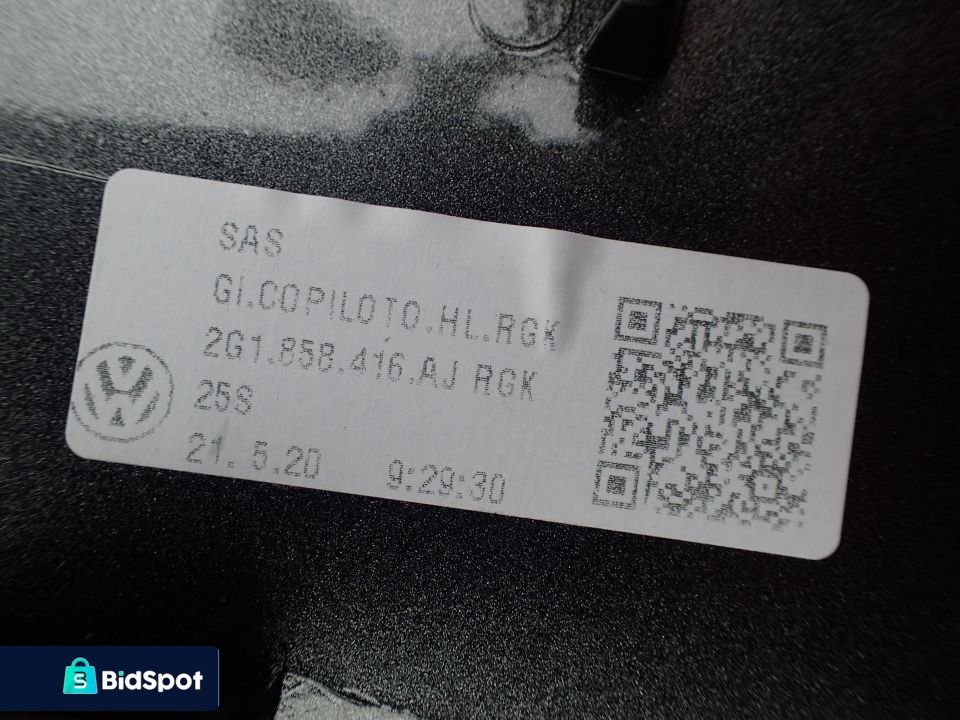 SAS
GI.COPILOTO.HL.RGK
2G1.858.416.AJ RGK
25S
21. 5.20 9:29:30
BidSpot